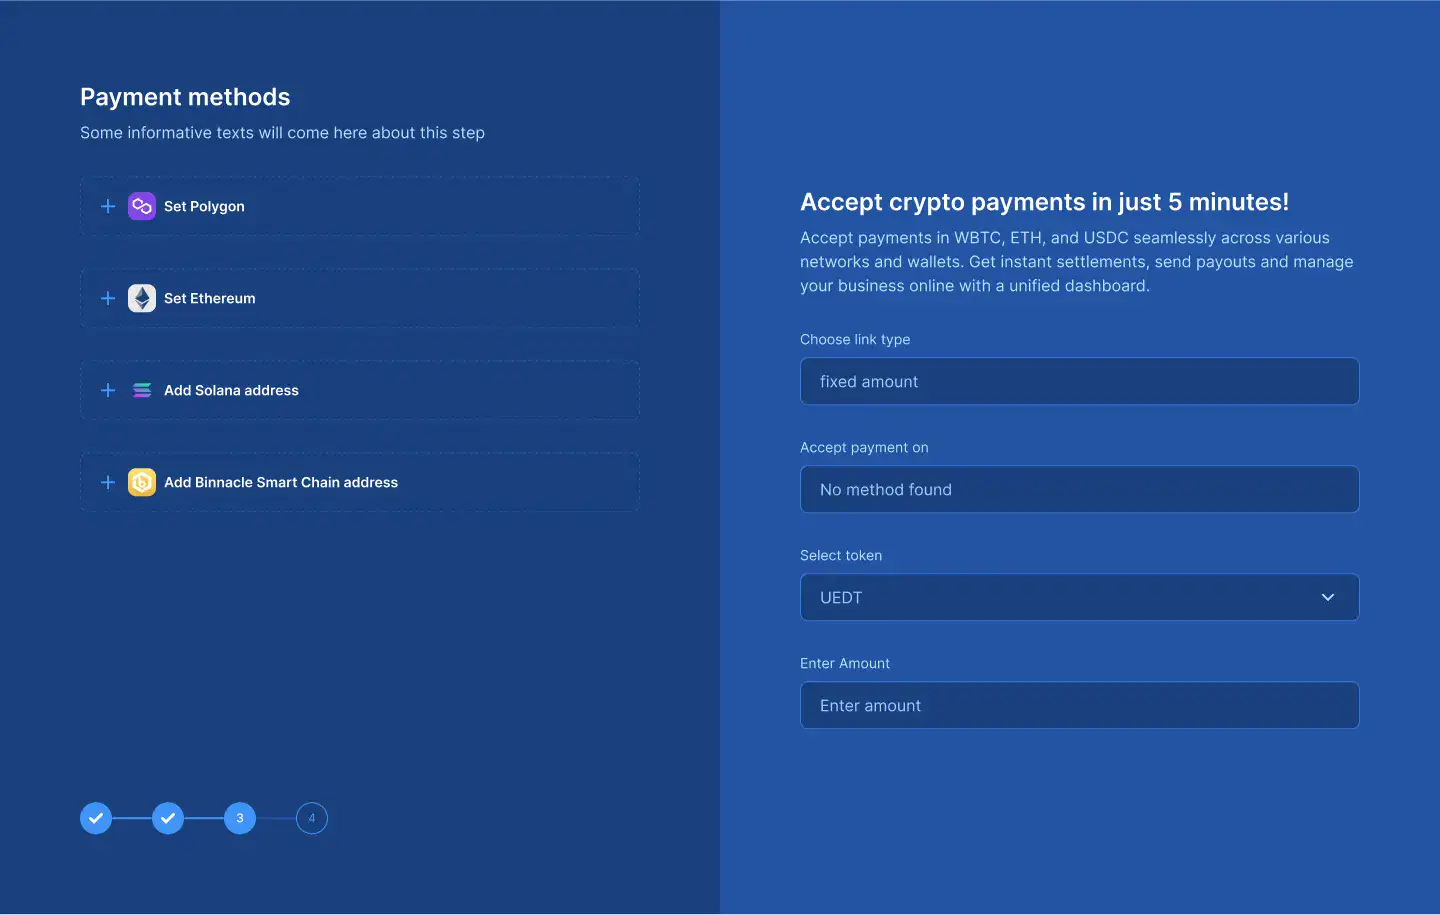 Payment methods
Some informative texts will come here about this step
Set Polygon
Set Ethereum
Add Solana address
Add Binnacle Smart Chain address
3
4
Accept crypto payments in just 5 minutes!
Accept payments in WBTC, ETH, and USDC seamlessly across various
networks and wallets. Get instant settlements, send payouts and manage
your business online with a unified dashboard.
Choose link type
fixed amount
Accept payment on
No method found
Select token
UEDT
Enter Amount
Enter amount